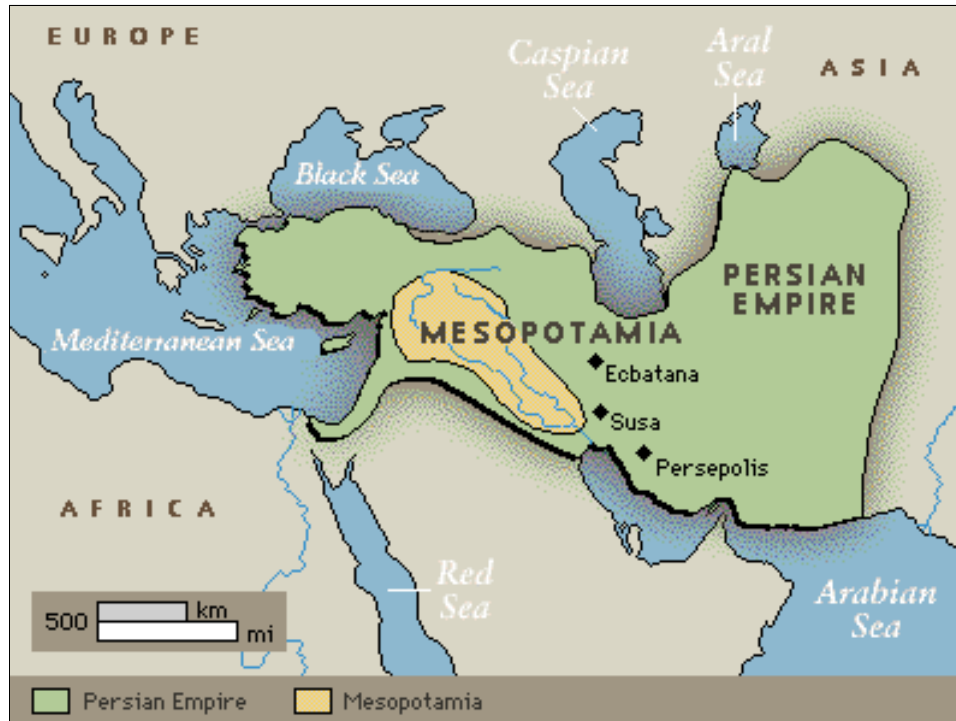 EUROPE
Caspian
Sea
Aral
Sea
ASIA
Black Sea
PERSIAN
EMPIRE
MESOPOTAMIA
Mediterranean Sea
Ecbatana
Susa
Persepolis
AFRICA
Red
Sea
Arabian
Sea
500
km
mi
Persian Empire
Mesopotamia